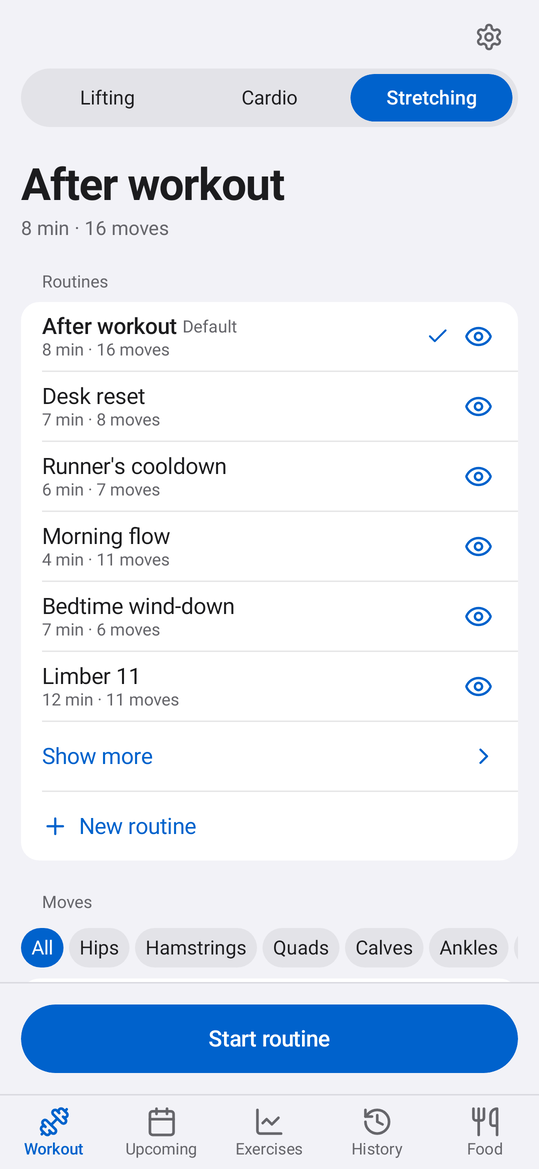 Lifting
Cardio
Stretching
After workout
8 min · 16 moves
Routines
After workout Default
8 min · 16 moves
Desk reset
7 min · 8 moves
Runner's cooldown
6 min · 7 moves
Morning flow
4 min · 11 moves
Bedtime wind-down
7 min · 6 moves
Limber 11
12 min · 11 moves
Show more
New routine
Moves
All
Hips
Hamstrings
Quads
Calves
Ankles
Start routine
Workout
Upcoming
Exercises
History
Food